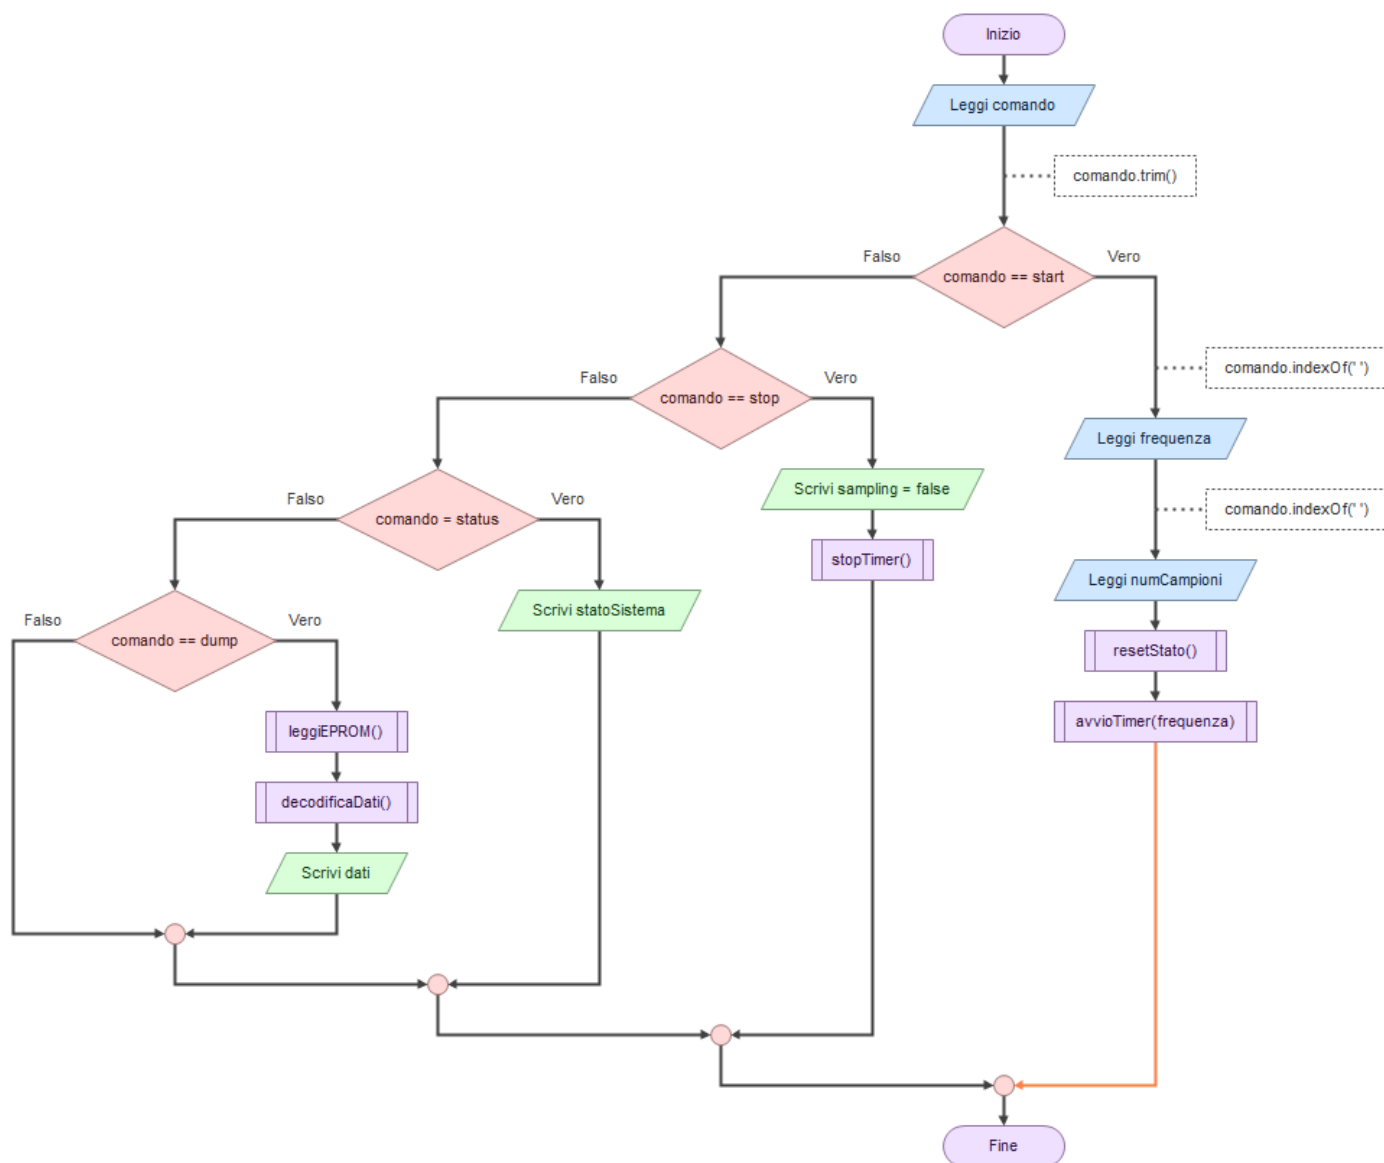 Inizio
Leggi comando
comando.trim()
Falso
Vero
comando == start
Falso
Vero
comando == stop
comando.indexOf(' ')
Leggi frequenza
Falso
Vero
comando = status
Scrivi sampling = false
comando.indexOf(' ')
stopTimer()
Leggi numCampioni
Falso
Vero
comando == dump
Scrivi statoSistema
resetStato()
avvioTimer(frequenza)
leggiEPROM()
decodificaDati()
Scrivi dati
Fine